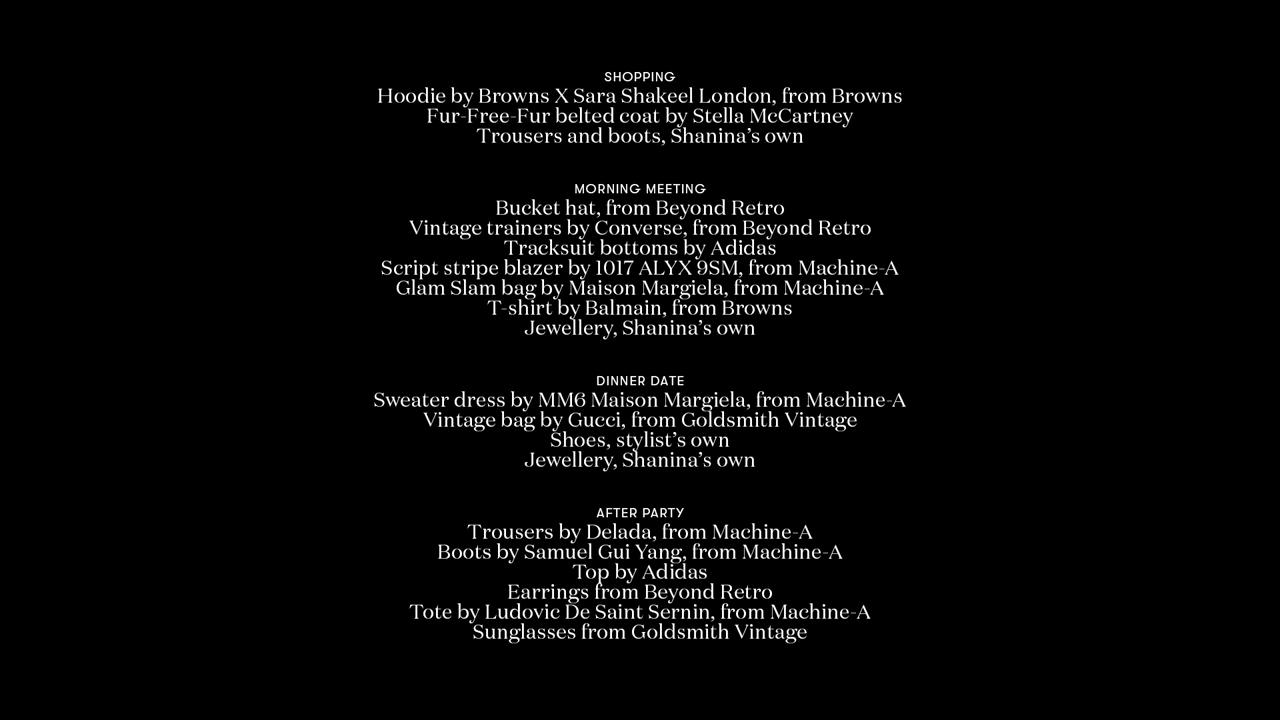 SHOPPING
Hoodie by Browns X Sara Shakeel London, from Browns
Fur-Free-Fur belted coat by Stella McCartney
Trousers and boots, Shanina’s own
MORNING MEETING
Bucket hat, from Beyond Retro
Vintage trainers by Converse, from Beyond Retro
Tracksuit bottoms by Adidas
Script stripe blazer by 1017 ALYX 9SM, from Machine-A
Glam Slam bag by Maison Margiela, from Machine-A
T-shirt by Balmain, from Browns
Jewellery, Shanina’s own
DINNER DATE
Sweater dress by MM6 Maison Margiela, from Machine-A
Vintage bag by Gucci, from Goldsmith Vintage
Shoes, stylist’s own
Jewellery, Shanina’s own
AFTER PARTY
Trousers by Delada, from Machine-A
Boots by Samuel Gui Yang, from Machine-A
Top by Adidas
Earrings from Beyond Retro
Tote by Ludovic De Saint Sernin, from Machine-A
Sunglasses from Goldsmith Vintage